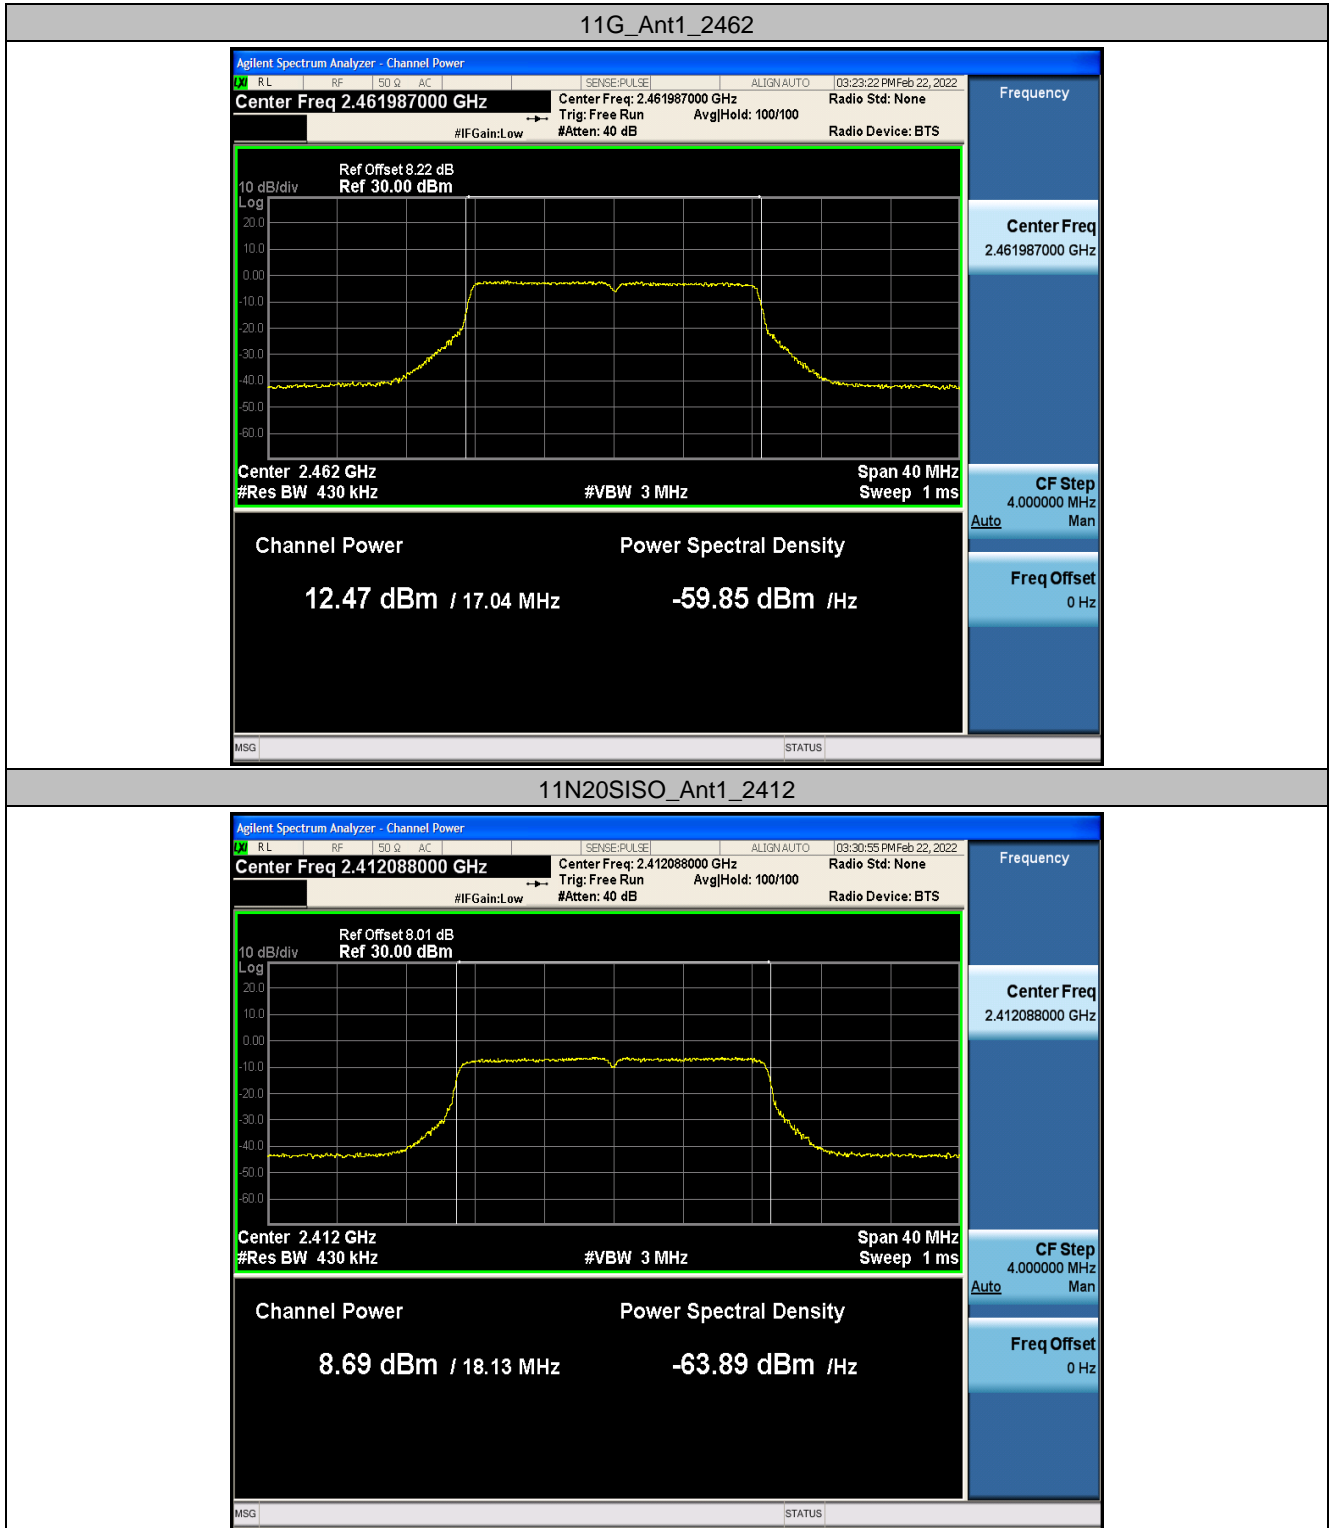 11G_Ant1_2462
Agilent Spectrum Analyzer - Channel Power
LXI RL RF 50 Ω AC SENSE:PULSE ALIGN AUTO 03:23:22 PM Feb 22, 2022
Center Freq 2.461987000 GHz
Center Freq: 2.461987000 GHz
Radio Std: None
Trig: Free Run Avg|Hold: 100/100
#IFGain:Low
#Atten: 40 dB
Radio Device: BTS
Ref Offset 8.22 dB
10 dB/div Ref 30.00 dBm
Log
20.0
10.0
0.00
-10.0
-20.0
-30.0
-40.0
-50.0
-60.0
Center 2.462 GHz Span 40 MHz
#Res BW 430 kHz #VBW 3 MHz Sweep 1 ms
Channel Power Power Spectral Density
12.47 dBm / 17.04 MHz -59.85 dBm /Hz
MSG STATUS
Frequency
Center Freq
2.461987000 GHz
CF Step
4.000000 MHz
Auto Man
Freq Offset
0 Hz
11N20SISO_Ant1_2412
Agilent Spectrum Analyzer - Channel Power
LXI RL RF 50 Ω AC SENSE:PULSE ALIGN AUTO 03:30:55 PM Feb 22, 2022
Center Freq 2.412088000 GHz
Center Freq: 2.412088000 GHz
Radio Std: None
Trig: Free Run Avg|Hold: 100/100
#IFGain:Low
#Atten: 40 dB
Radio Device: BTS
Ref Offset 8.01 dB
10 dB/div Ref 30.00 dBm
Log
20.0
10.0
0.00
-10.0
-20.0
-30.0
-40.0
-50.0
-60.0
Center 2.412 GHz Span 40 MHz
#Res BW 430 kHz #VBW 3 MHz Sweep 1 ms
Channel Power Power Spectral Density
8.69 dBm / 18.13 MHz -63.89 dBm /Hz
MSG STATUS
Frequency
Center Freq
2.412088000 GHz
CF Step
4.000000 MHz
Auto Man
Freq Offset
0 Hz